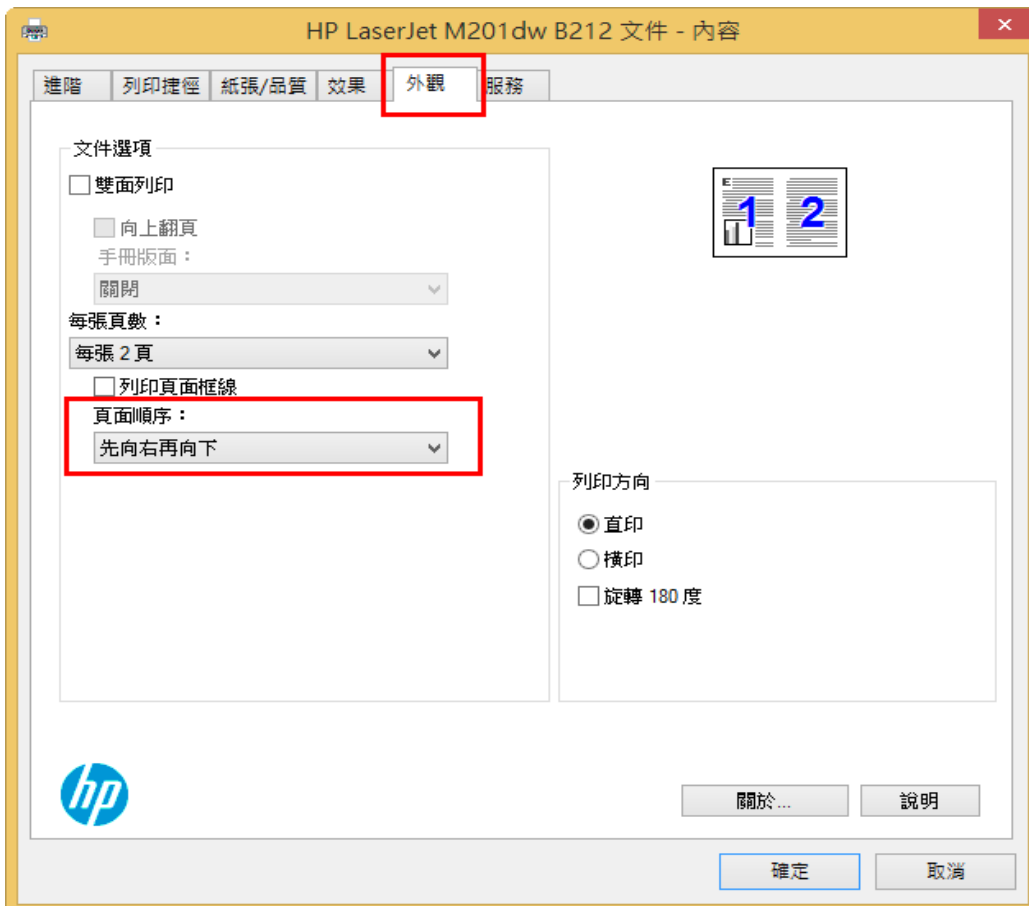 HP LaserJet M201dw B212 文件 - 內容
進階 列印捷徑 紙張/品質 效果 外觀 服務
文件選項
雙面列印
向上翻頁
手冊版面：
關閉
每張頁數：
每張 2 頁
列印頁面框線
頁面順序：
先向右再向下
E
1 2
列印方向
直印
橫印
旋轉 180 度
hp
關於... 說明
確定 取消